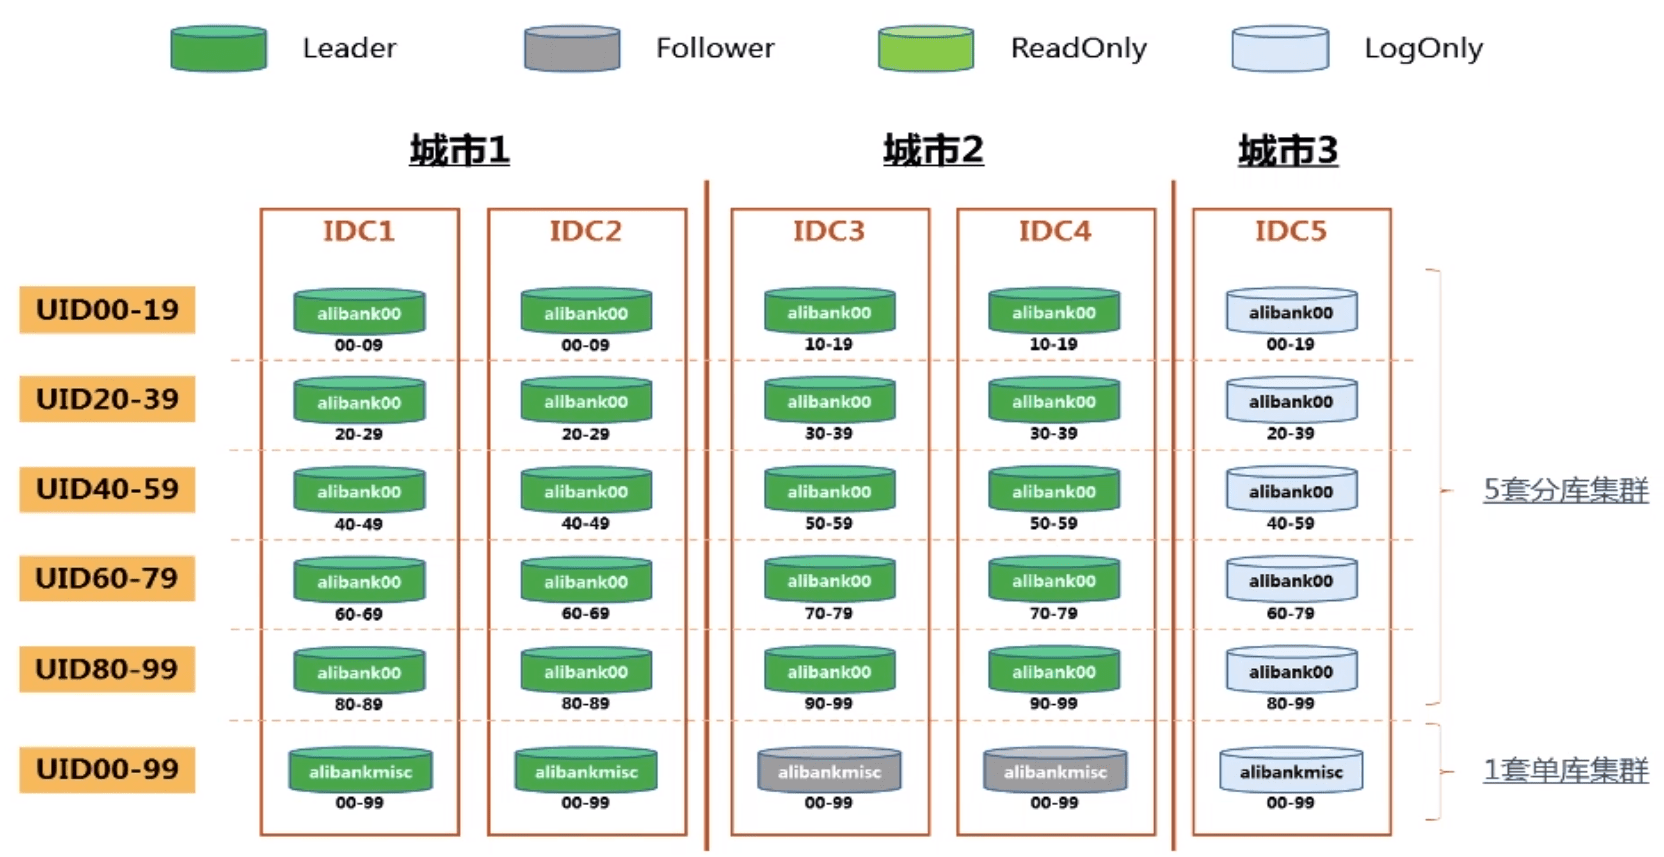 Leader Follower ReadOnly LogOnly
城市1 城市2 城市3
IDC1 IDC2 IDC3 IDC4 IDC5
UID00-19 alibank00 alibank00 alibank00 alibank00 alibank00
00-09 00-09 10-19 10-19 00-19
UID20-39 alibank00 alibank00 alibank00 alibank00 alibank00
20-29 20-29 30-39 30-39 20-39
UID40-59 alibank00 alibank00 alibank00 alibank00 alibank00 5套分库集群
40-49 40-49 50-59 50-59 40-59
UID60-79 alibank00 alibank00 alibank00 alibank00 alibank00
60-69 60-69 70-79 70-79 60-79
UID80-99 alibank00 alibank00 alibank00 alibank00 alibank00
80-89 80-89 90-99 90-99 80-99
UID00-99 alibankmisc alibankmisc alibankmisc alibankmisc alibankmisc 1套单库集群
00-99 00-99 00-99 00-99 00-99